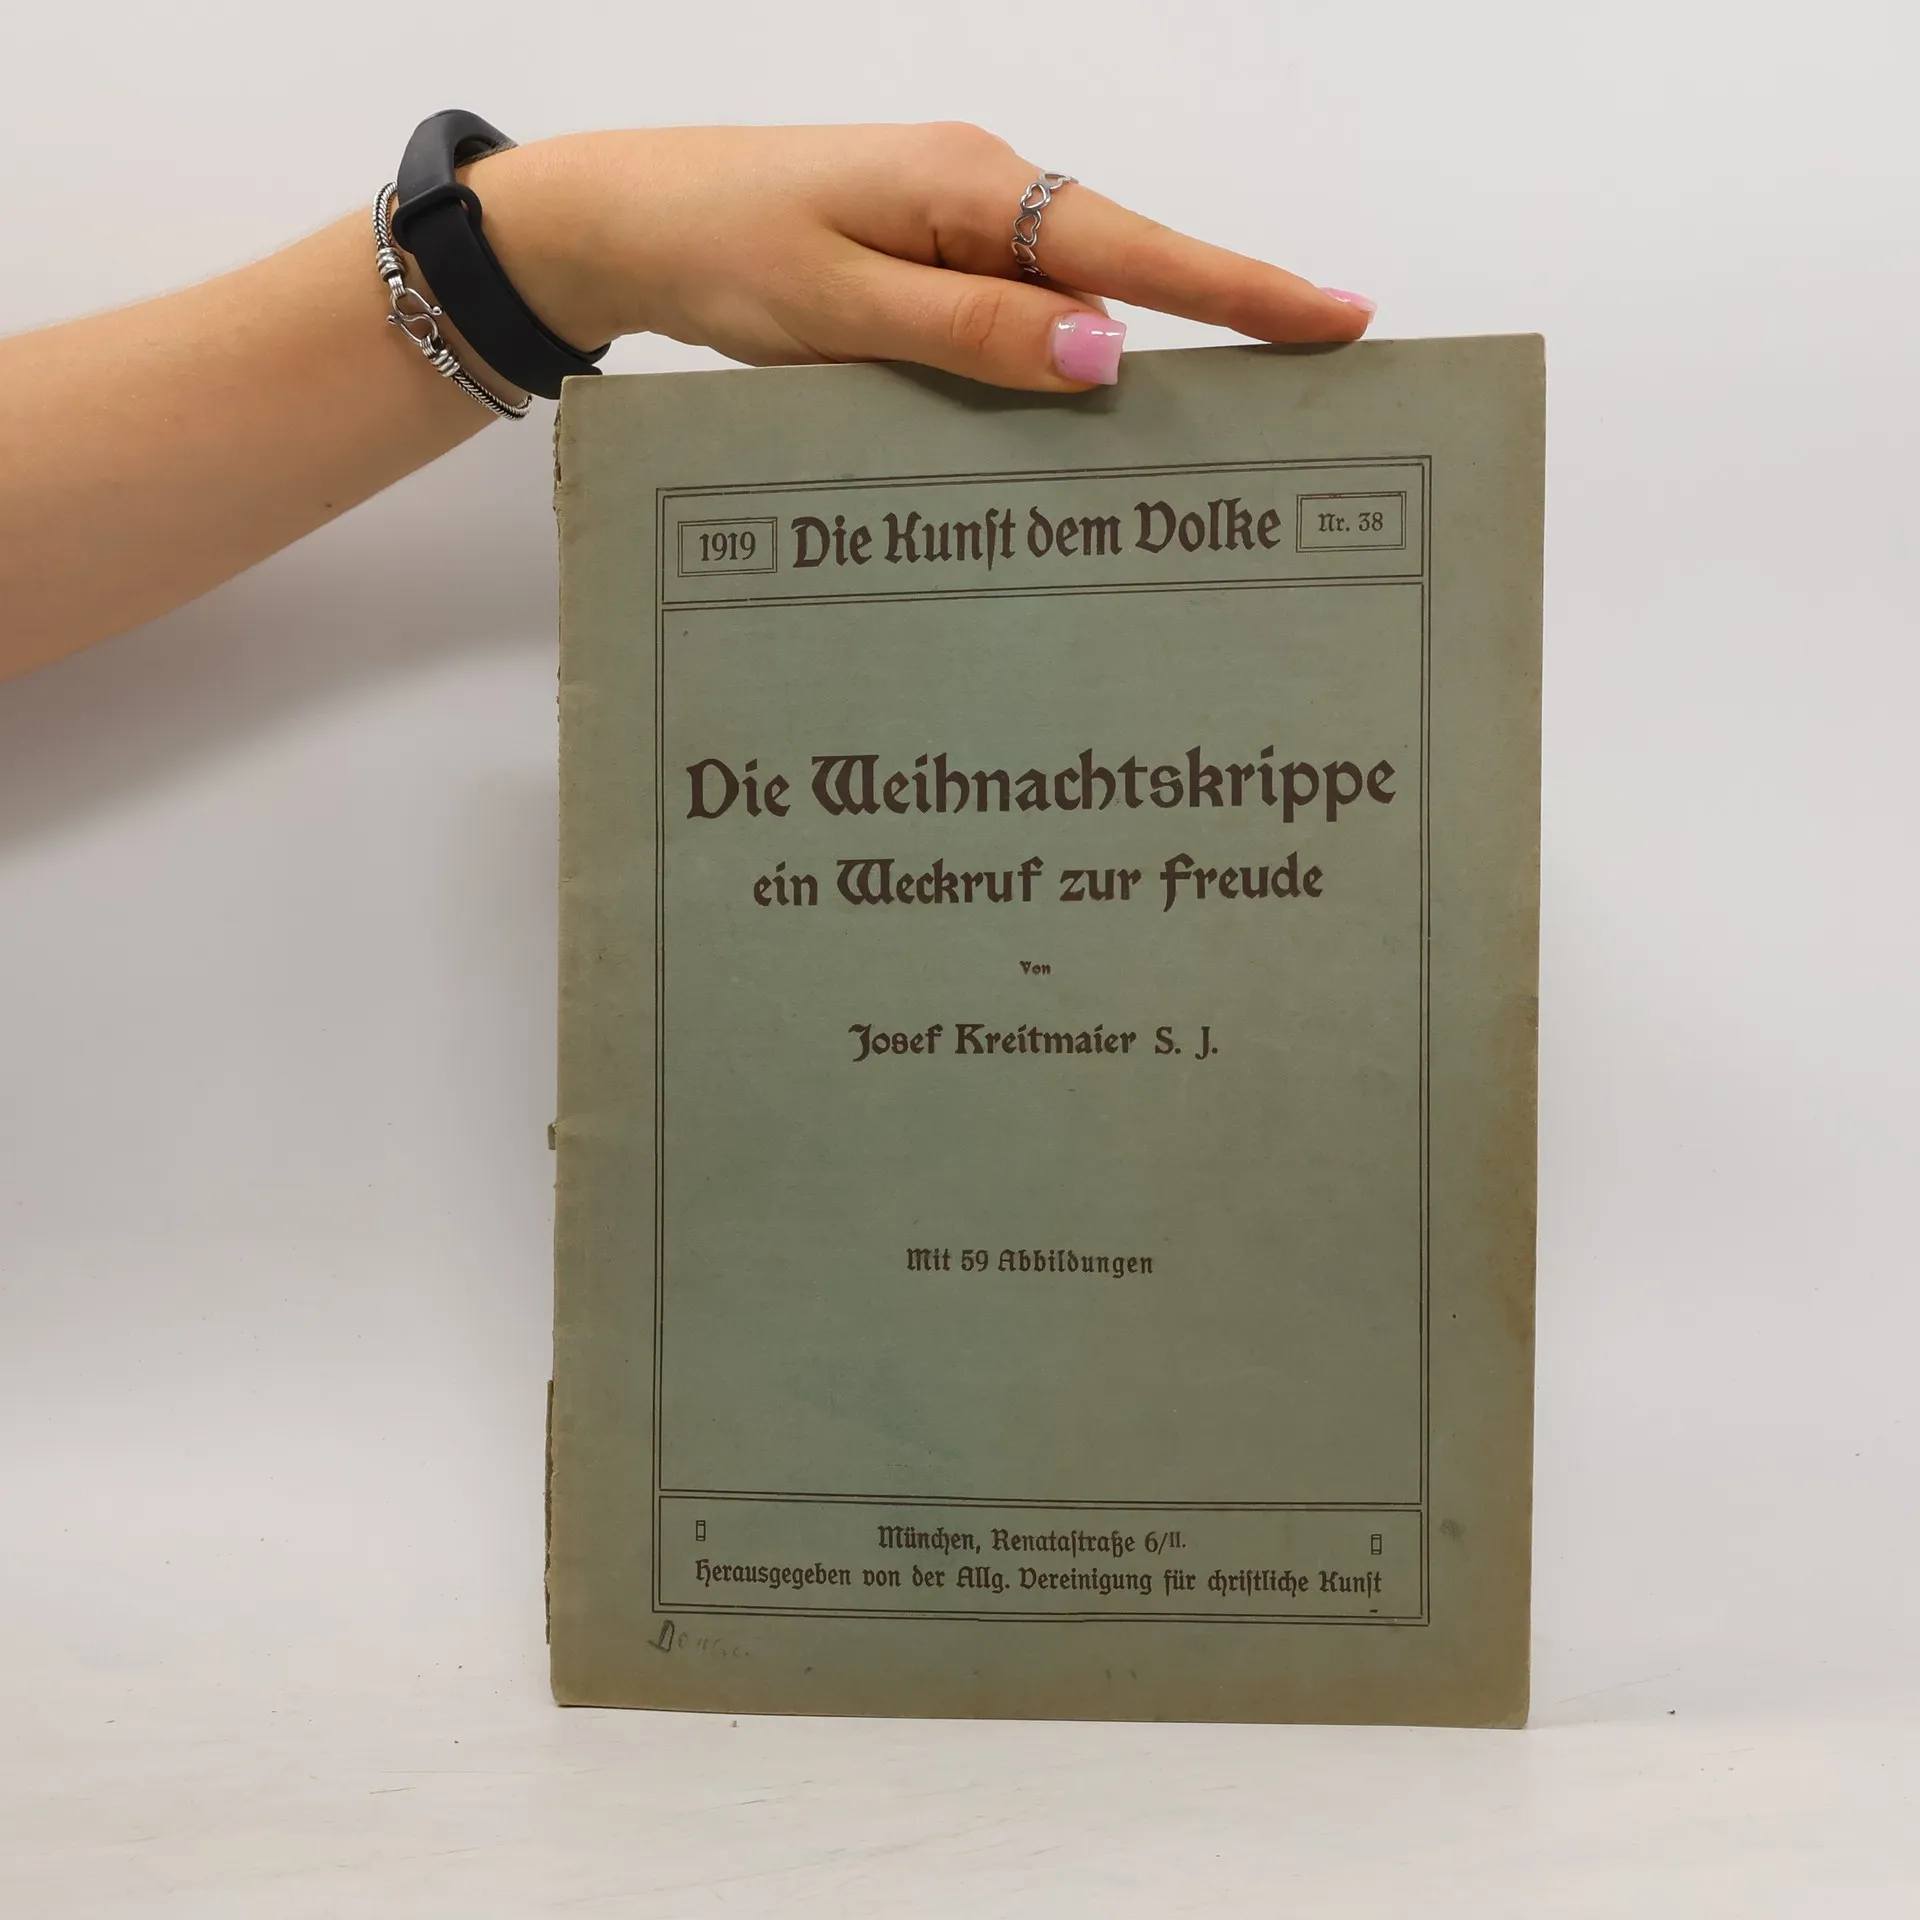 1919 Die Kunst dem Volke Nr. 38
Die Weihnachtskrippe
ein Weckruf zur Freude
Von
Josef Kreitmaier S. J.
Mit 59 Abbildungen
München, Renatastraße 6/II.
Herausgegeben von der Allg. Vereinigung für christliche Kunst